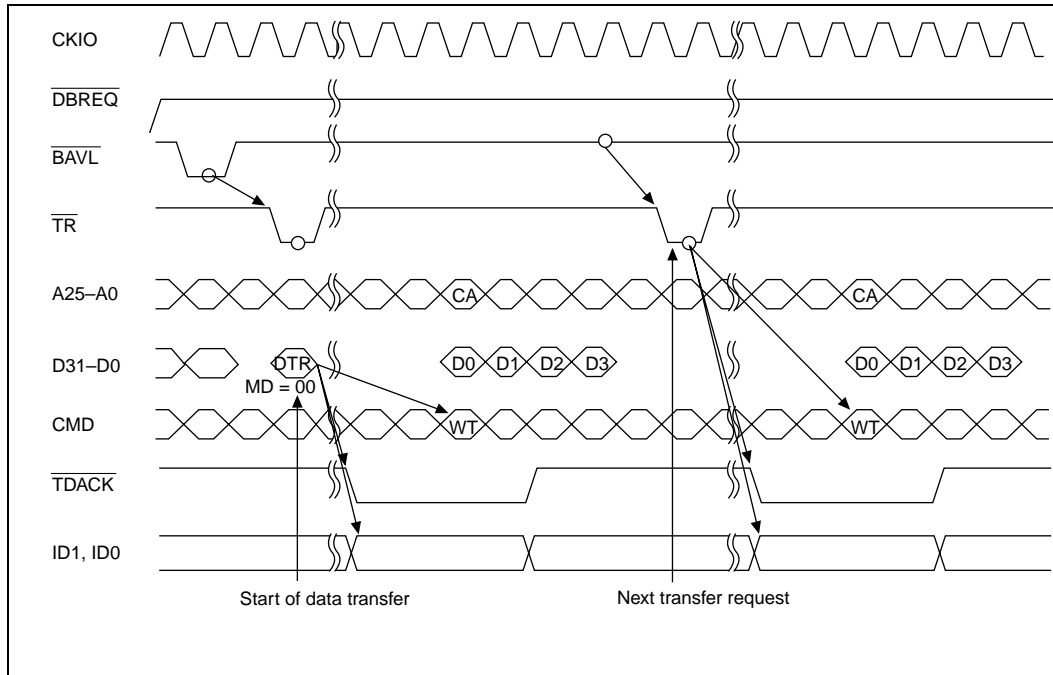 CKIO
DBREQ
BAVL
TR
A25–A0 CA CA
D31–D0 DTR D0 D1 D2 D3 D0 D1 D2 D3
MD = 00
CMD WT WT
TDACK
ID1, ID0
Start of data transfer Next transfer request